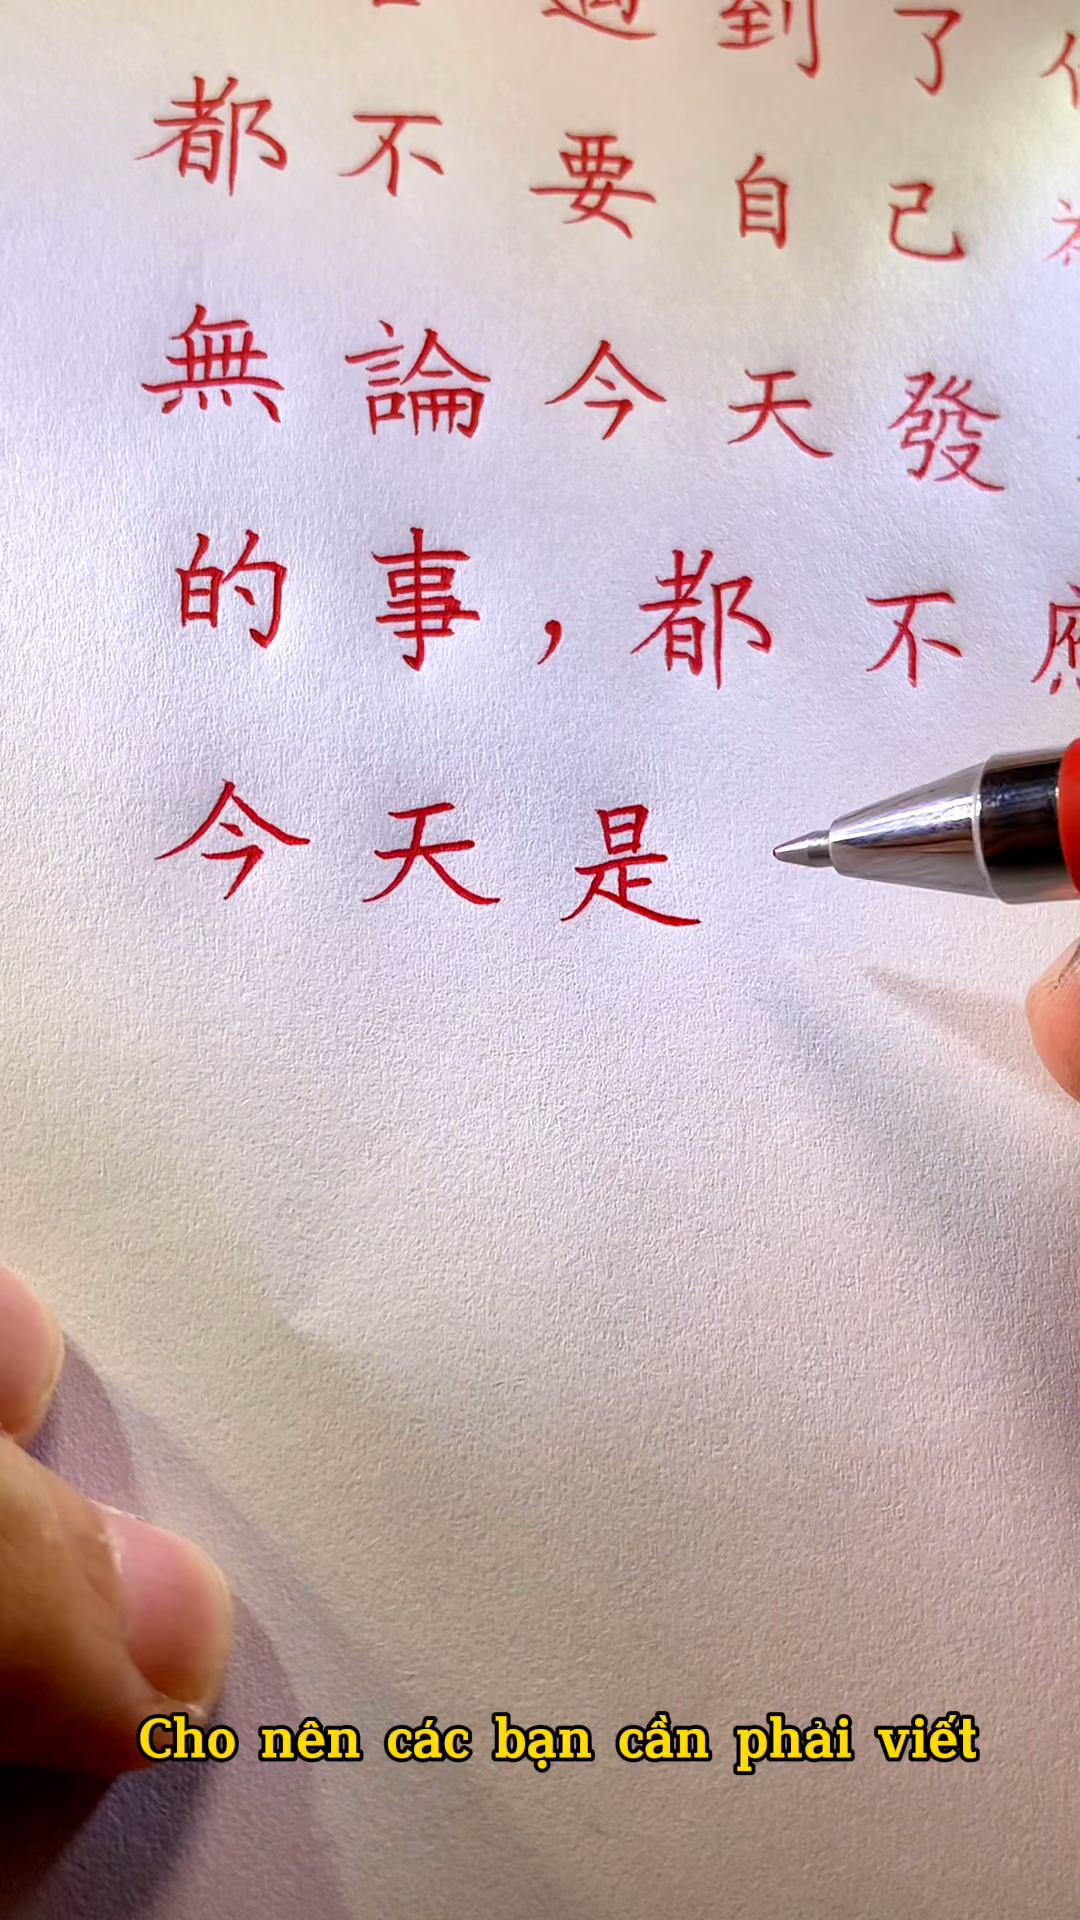 到了
都不要自己
無論今天發
的事，都不
今天是
Cho nên các bạn cần phải viết